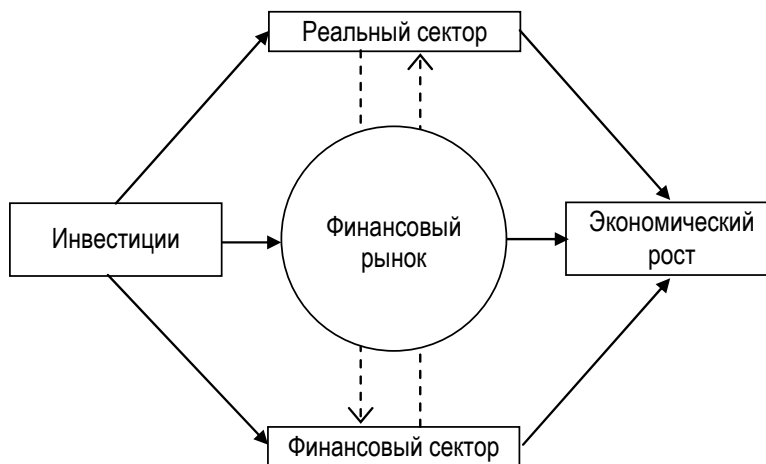 Реальный сектор
Инвестиции
Финансовый
рынок
Экономический
рост
Финансовый сектор